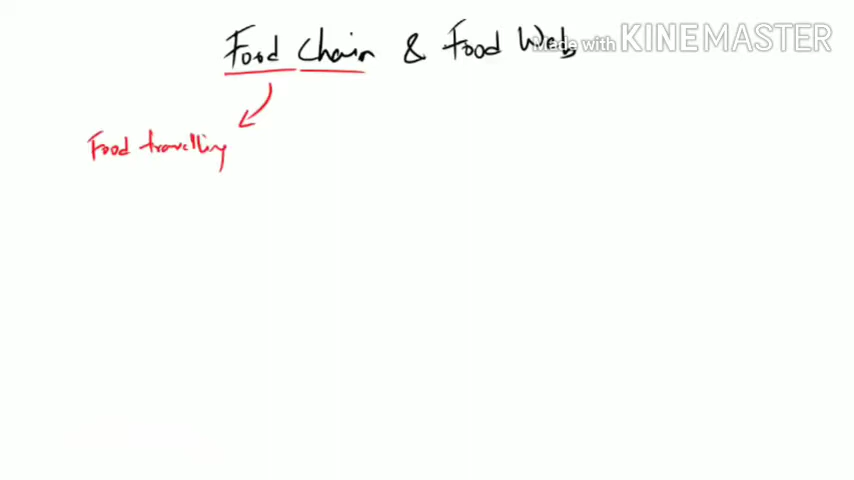 Food Chain & Food Web
Made with KINEMASTER
Food travelling